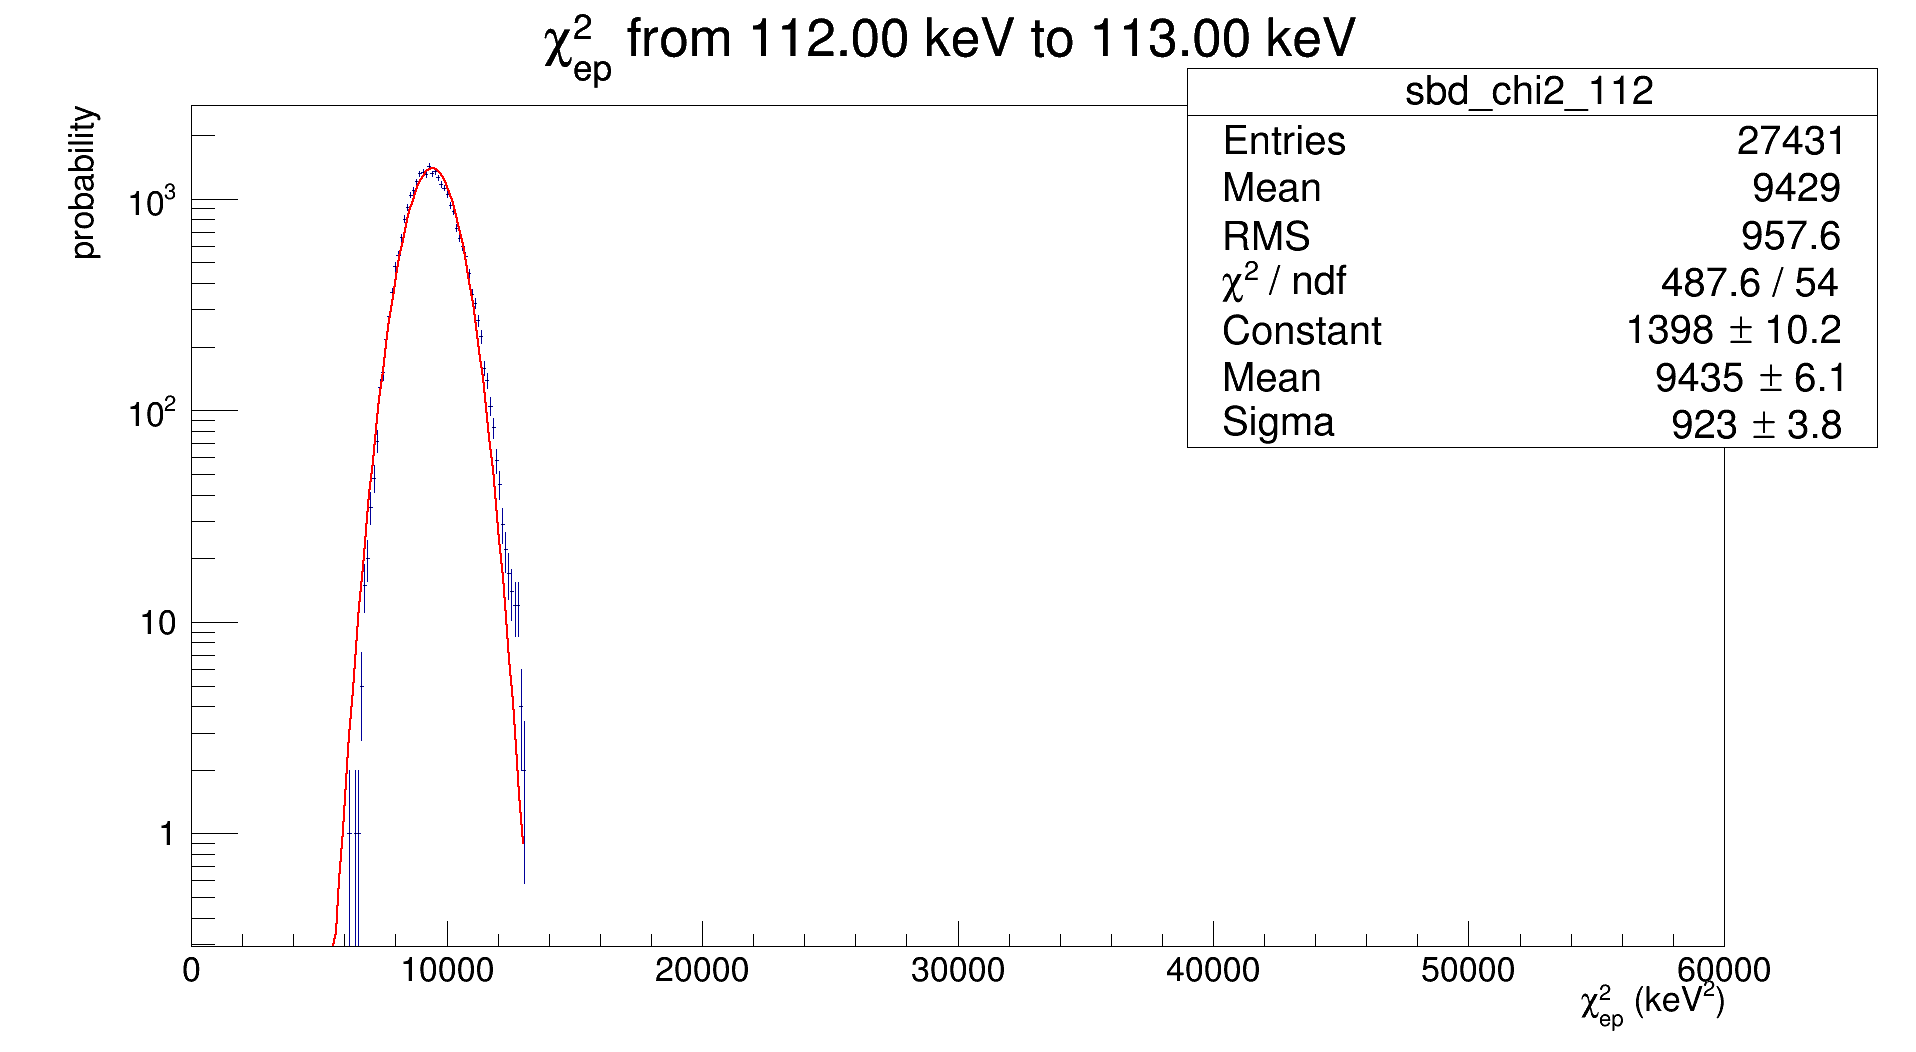 χ²ep from 112.00 keV to 113.00 keV
sbd_chi2_112
Entries 27431
Mean 9429
RMS 957.6
χ² / ndf 487.6 / 54
Constant 1398 ± 10.2
Mean 9435 ± 6.1
Sigma 923 ± 3.8
probability
10³
10²
10
1
0 10000 20000 30000 40000 50000 60000
χ²ep (keV²)